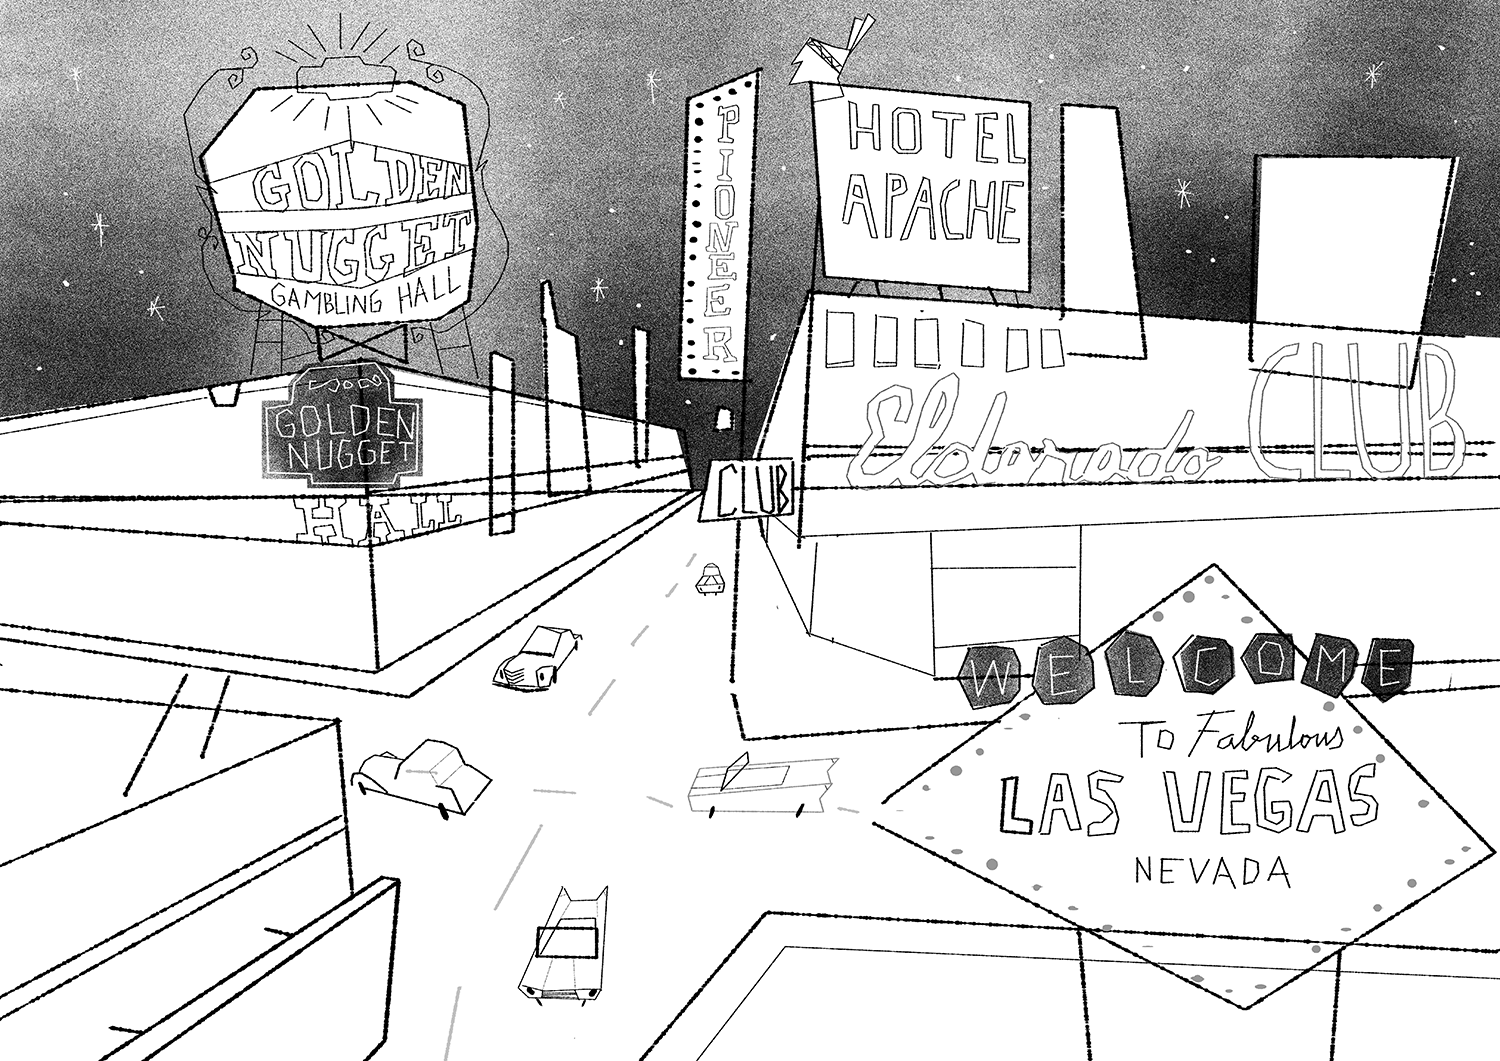 GOLDEN
NUGGET
GAMBLING HALL
GOLDEN
NUGGET
HALL
PIONEER
CLUB
HOTEL
APACHE
Eldorado CLUB
WELCOME
TO Fabulous
LAS VEGAS
NEVADA